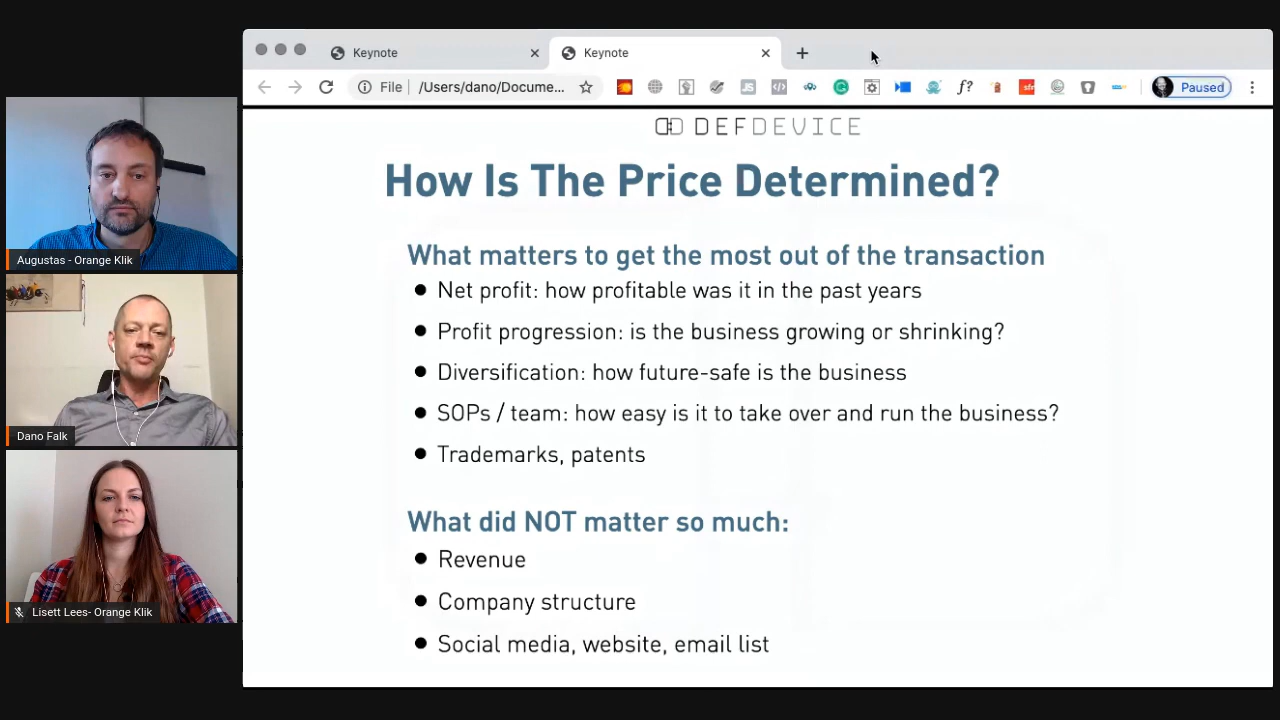 Keynote
Keynote
File
/Users/dano/Docume...
JS
</>
f?
sfr
Paused
DEFDEVICE
How Is The Price Determined?
What matters to get the most out of the transaction
Net profit: how profitable was it in the past years
Profit progression: is the business growing or shrinking?
Diversification: how future-safe is the business
SOPs / team: how easy is it to take over and run the business?
Trademarks, patents
What did NOT matter so much:
Revenue
Company structure
Social media, website, email list
Augustas - Orange Klik
Dano Falk
Lisett Lees- Orange Klik